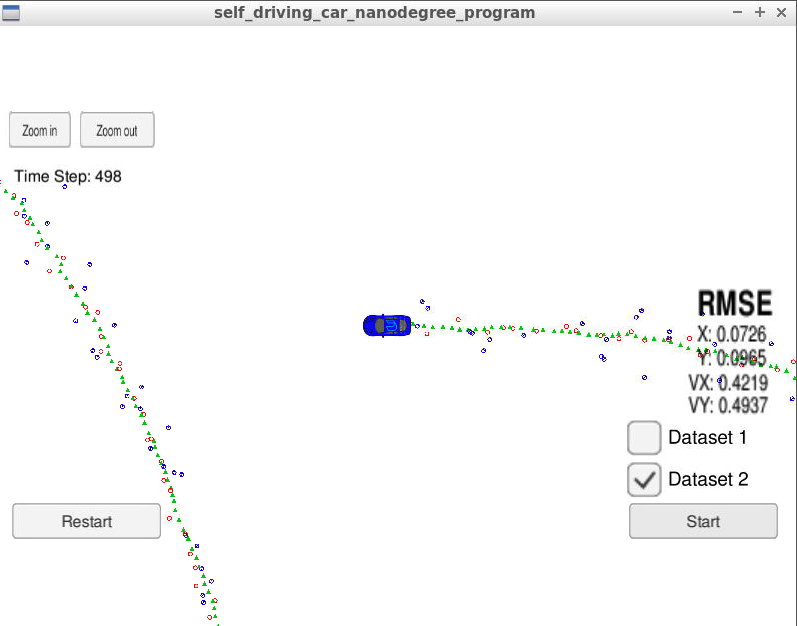 self_driving_car_nanodegree_program
Zoom in
Zoom out
Time Step: 498
RMSE
X: 0.0726
Y: 0.0965
VX: 0.4219
VY: 0.4937
Dataset 1
Dataset 2
Restart
Start